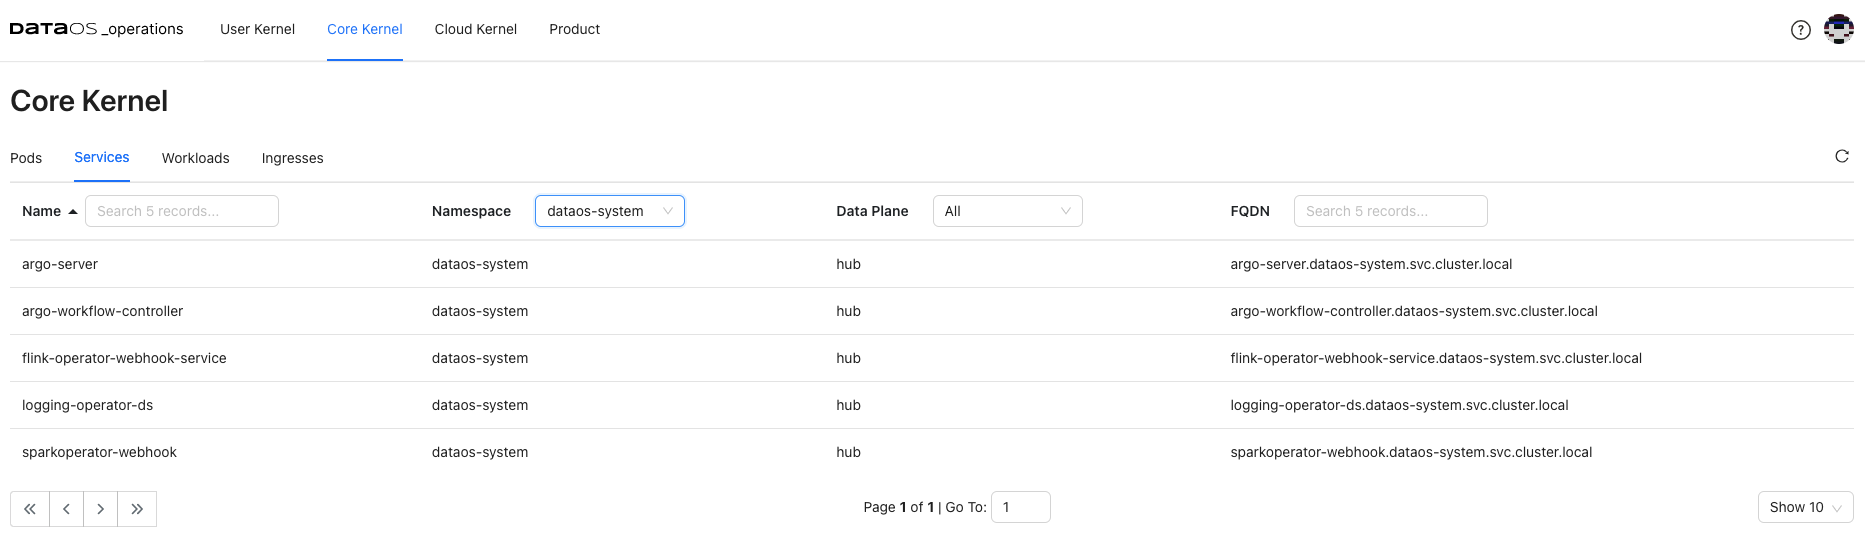 DATAOS _operations User Kernel Core Kernel Cloud Kernel Product ?
Core Kernel
Pods Services Workloads Ingresses
Name Search 5 records... Namespace dataos-system Data Plane All FQDN Search 5 records...
argo-server dataos-system hub argo-server.dataos-system.svc.cluster.local
argo-workflow-controller dataos-system hub argo-workflow-controller.dataos-system.svc.cluster.local
flink-operator-webhook-service dataos-system hub flink-operator-webhook-service.dataos-system.svc.cluster.local
logging-operator-ds dataos-system hub logging-operator-ds.dataos-system.svc.cluster.local
sparkoperator-webhook dataos-system hub sparkoperator-webhook.dataos-system.svc.cluster.local
Page 1 of 1 | Go To: 1 Show 10